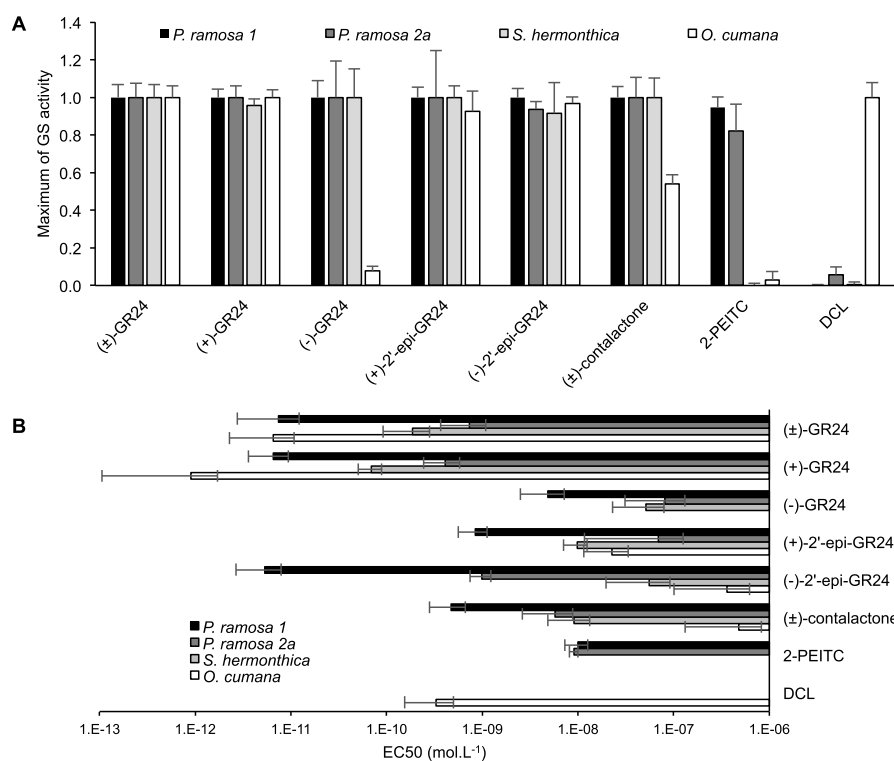 A
P. ramosa 1
P. ramosa 2a
S. hermonthica
O. cumana
Maximum of GS activity
1.4
1.2
1.0
0.8
0.6
0.4
0.2
0.0
(±)-GR24
(+)-GR24
(-)-GR24
(+)-2'-epi-GR24
(-)-2'-epi-GR24
(±)-contalactone
2-PEITC
DCL
B
(±)-GR24
(+)-GR24
(-)-GR24
(+)-2'-epi-GR24
(-)-2'-epi-GR24
(±)-contalactone
2-PEITC
DCL
P. ramosa 1
P. ramosa 2a
S. hermonthica
O. cumana
1.E-13 1.E-12 1.E-11 1.E-10 1.E-09 1.E-08 1.E-07 1.E-06
EC50 (mol.L⁻¹)